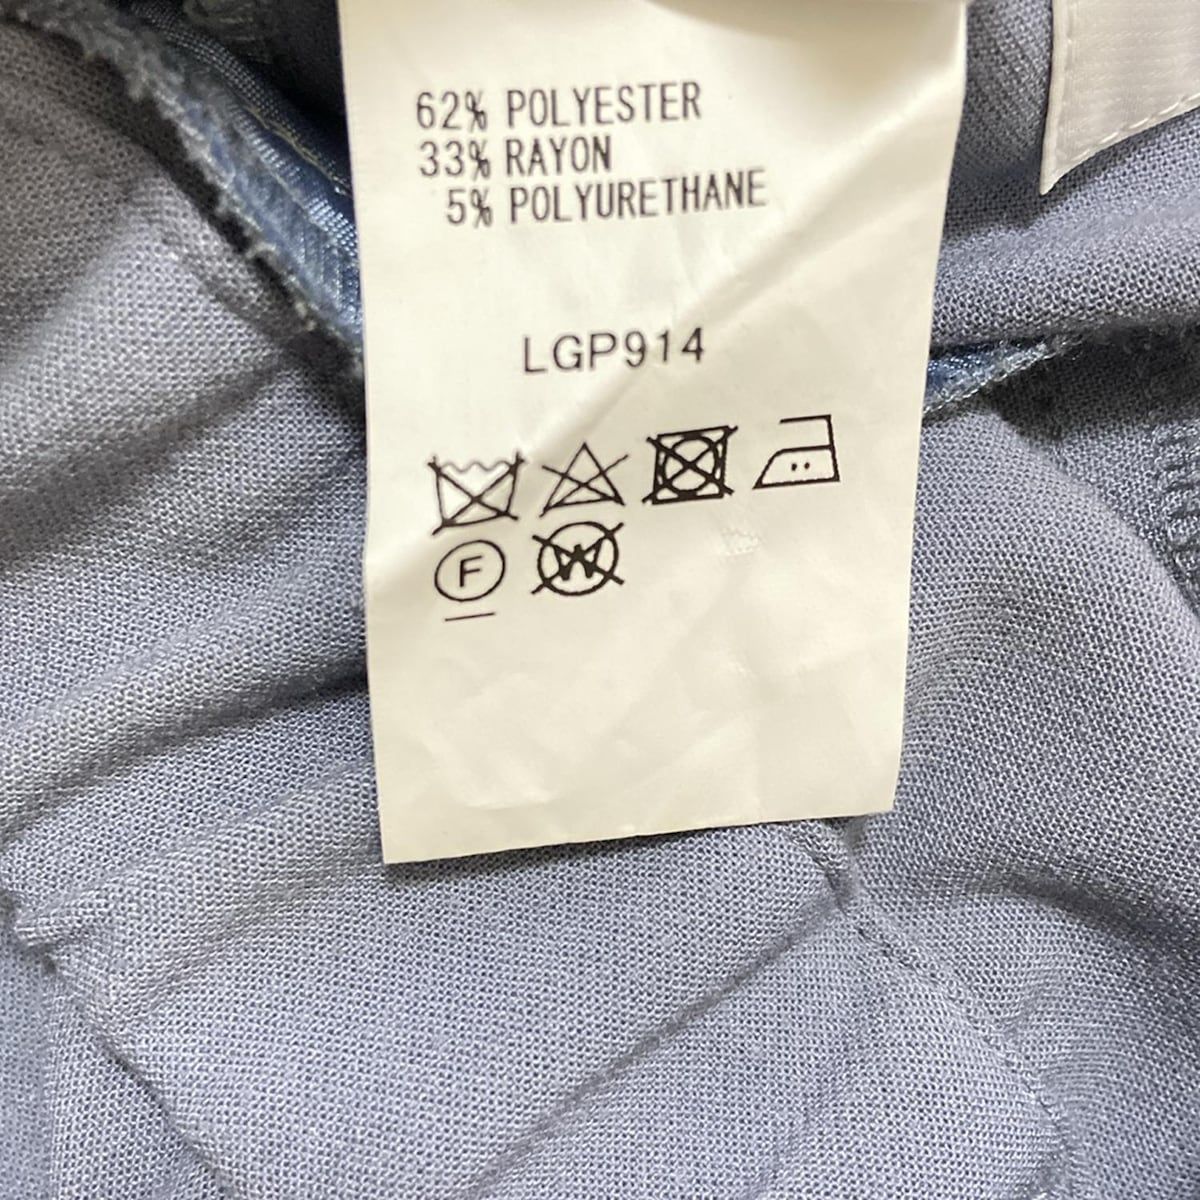 62% POLYESTER
33% RAYON
5% POLYURETHANE
LGP914
F W